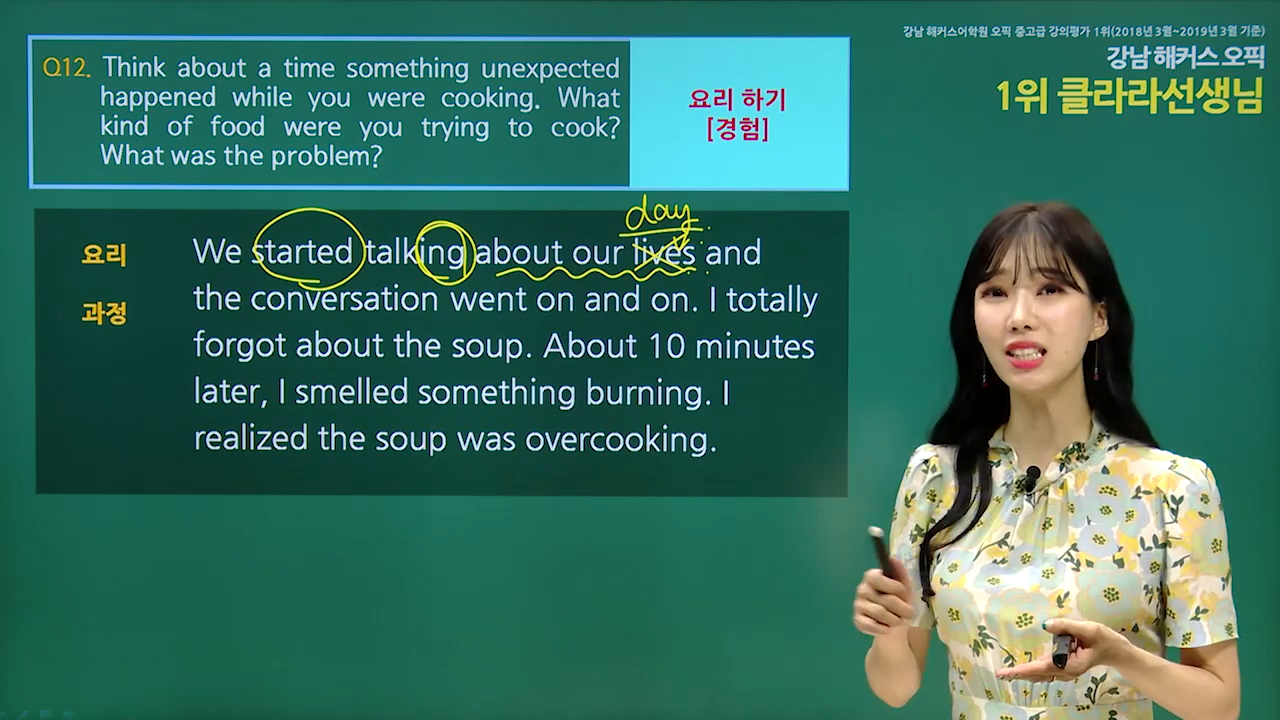 강남 해커스어학원 오픽 중고급 강의평가 1위(2018년 3월~2019년 3월 기준)
강남 해커스 오픽
1위 클라라선생님
Q12. Think about a time something unexpected
happened while you were cooking. What
kind of food were you trying to cook?
What was the problem?
요리 하기
[경험]
day
요리
과정
We started talking about our lives and
the conversation went on and on. I totally
forgot about the soup. About 10 minutes
later, I smelled something burning. I
realized the soup was overcooking.